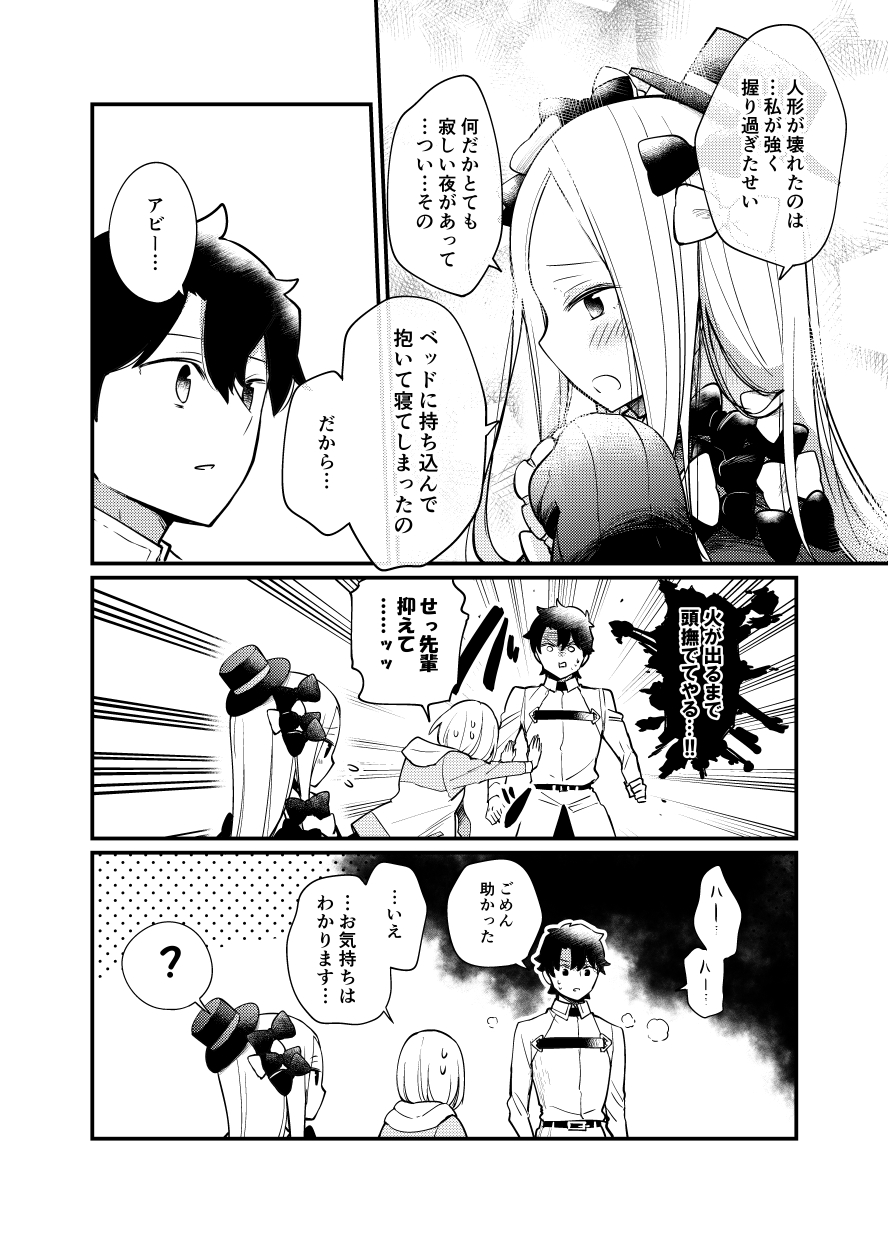 人形が壊れたのは
…私が強く
握り過ぎたせい
何だかとても
寂しい夜があって
…つい…その
ベッドに持ち込んで
抱いて寝てしまったの
だから…
アビー…
火が出るまで
頭撫でてやる…!!
せっ先輩
抑えて
……ッッ
ハー…
ハー…
ごめん
助かった
…いえ
…お気持ちは
わかります…
?